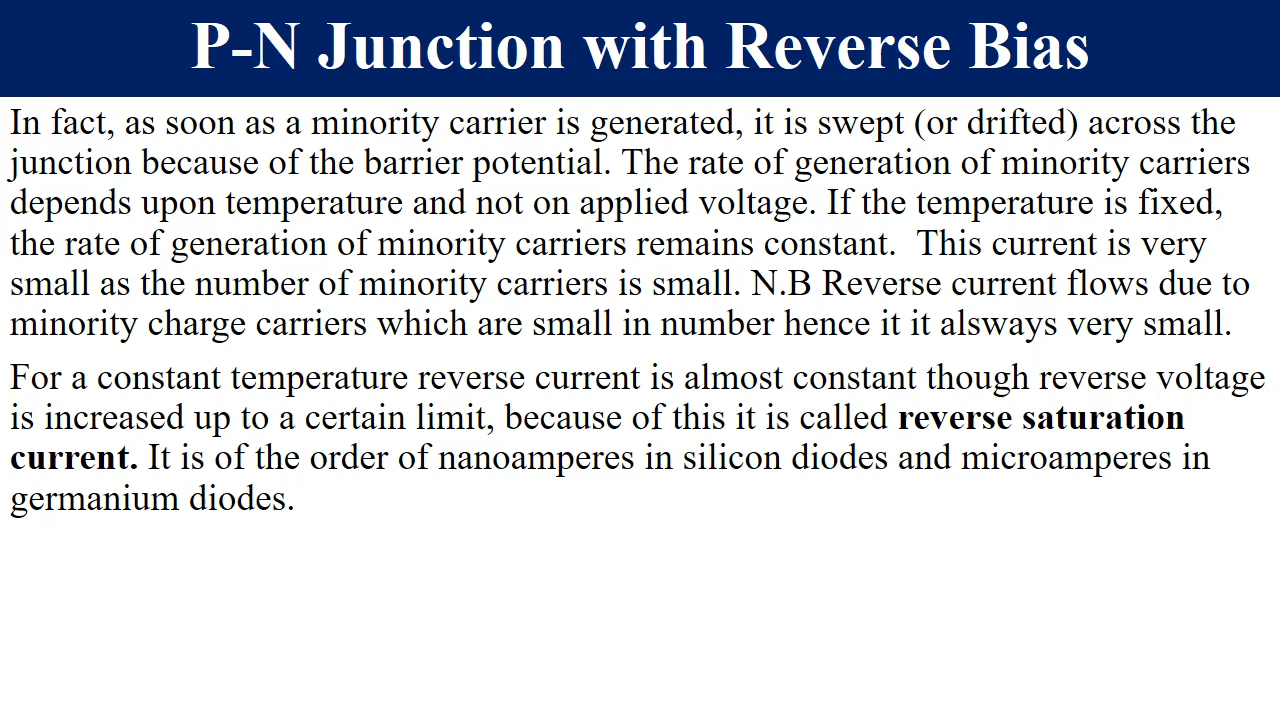 P-N Junction with Reverse Bias
In fact, as soon as a minority carrier is generated, it is swept (or drifted) across the
junction because of the barrier potential. The rate of generation of minority carriers
depends upon temperature and not on applied voltage. If the temperature is fixed,
the rate of generation of minority carriers remains constant.  This current is very
small as the number of minority carriers is small. N.B Reverse current flows due to
minority charge carriers which are small in number hence it it alsways very small.
For a constant temperature reverse current is almost constant though reverse voltage
is increased up to a certain limit, because of this it is called reverse saturation
current. It is of the order of nanoamperes in silicon diodes and microamperes in
germanium diodes.